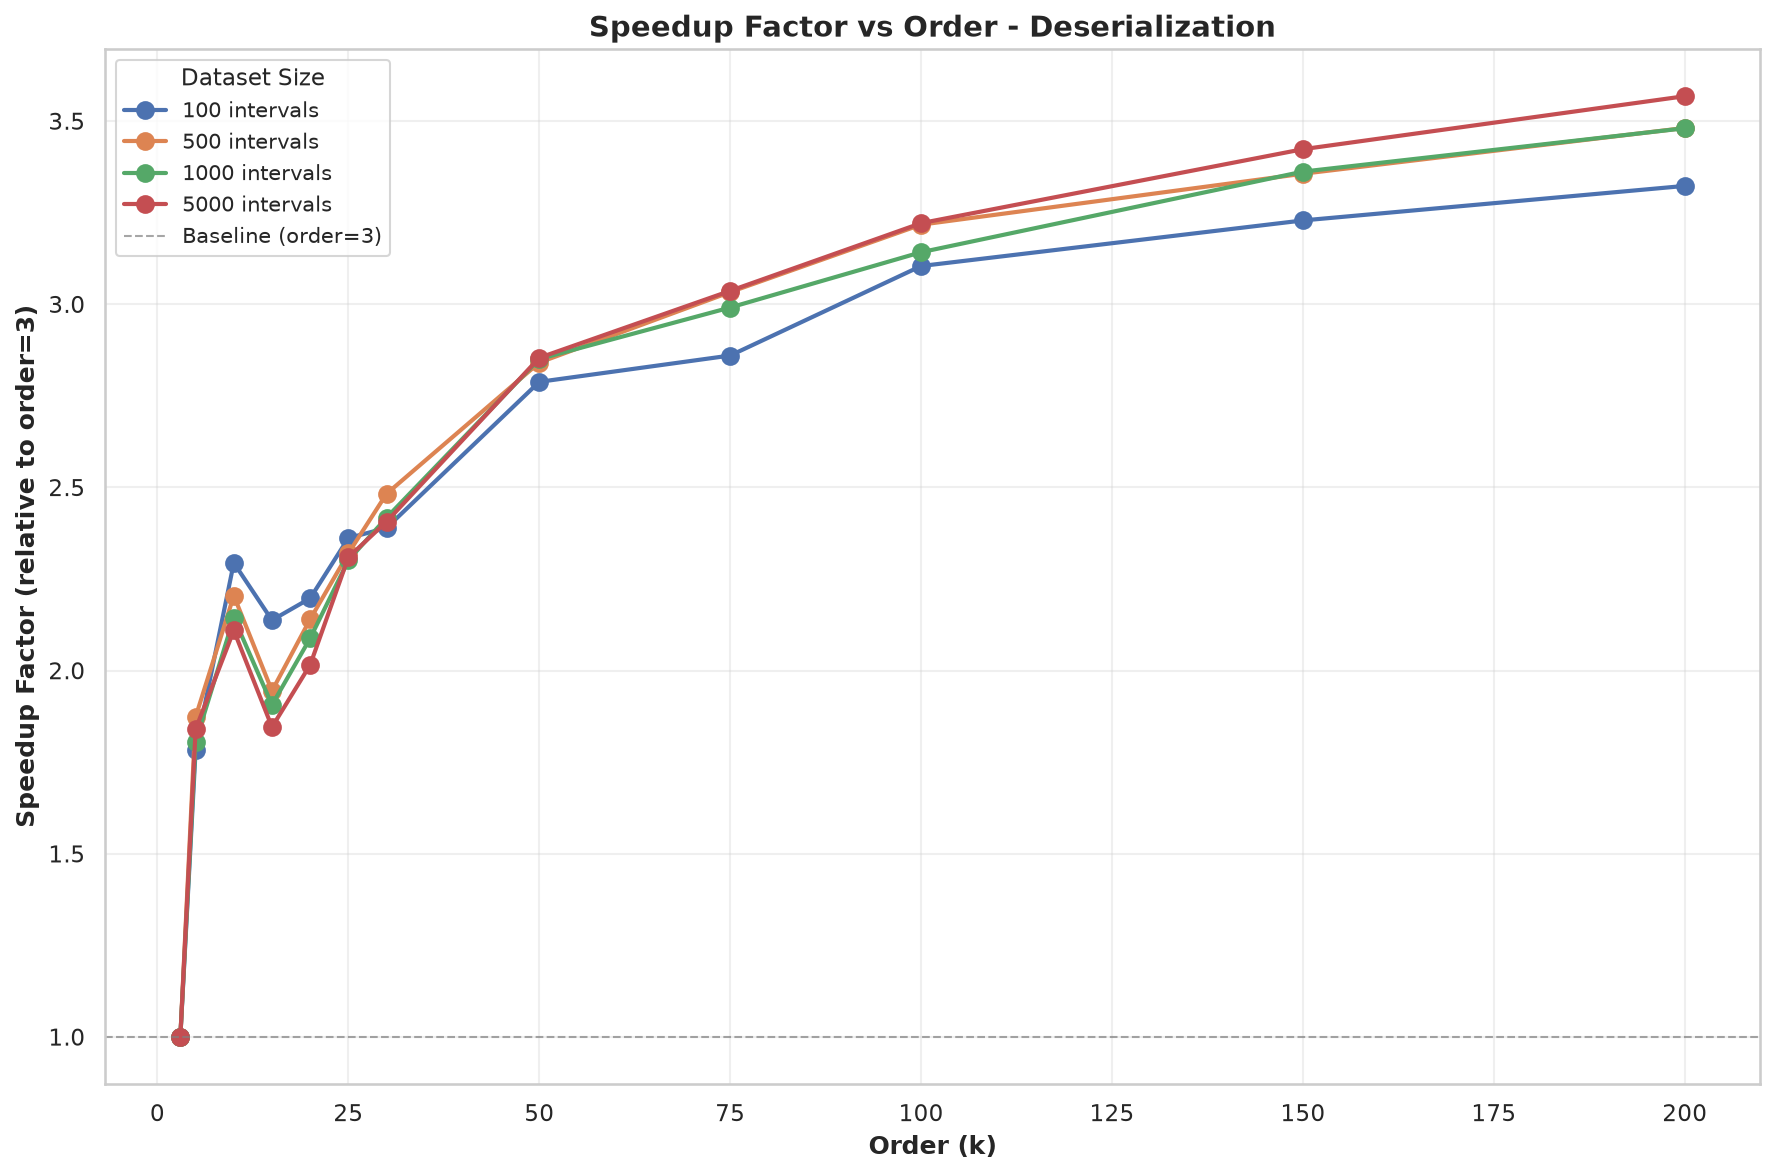 Speedup Factor vs Order - Deserialization
Dataset Size
100 intervals
500 intervals
1000 intervals
5000 intervals
Baseline (order=3)
Speedup Factor (relative to order=3)
3.5
3.0
2.5
2.0
1.5
1.0
0 25 50 75 100 125 150 175 200
Order (k)